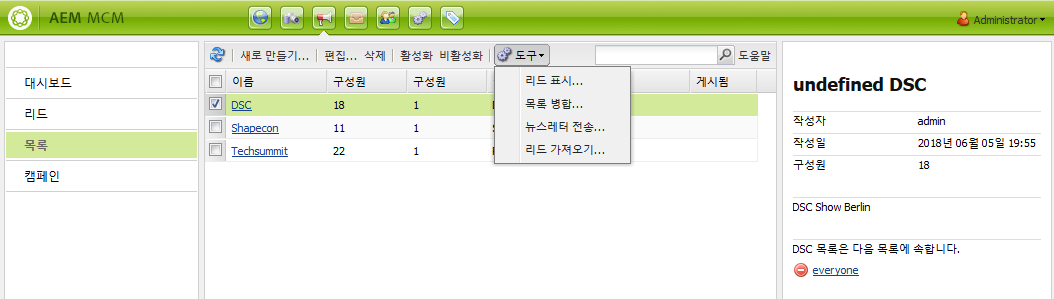 AEM MCM
Administrator
대시보드
리드
목록
캠페인
새로 만들기... 편집... 삭제 활성화 비활성화 도구 도움말
이름 구성원 구성원 게시됨
DSC 18 1
Shapecon 11 1
Techsummit 22 1
리드 표시...
목록 병합...
뉴스레터 전송...
리드 가져오기...
undefined DSC
작성자 admin
작성일 2018년 06월 05일 19:55
구성원 18
DSC Show Berlin
DSC 목록은 다음 목록에 속합니다.
everyone